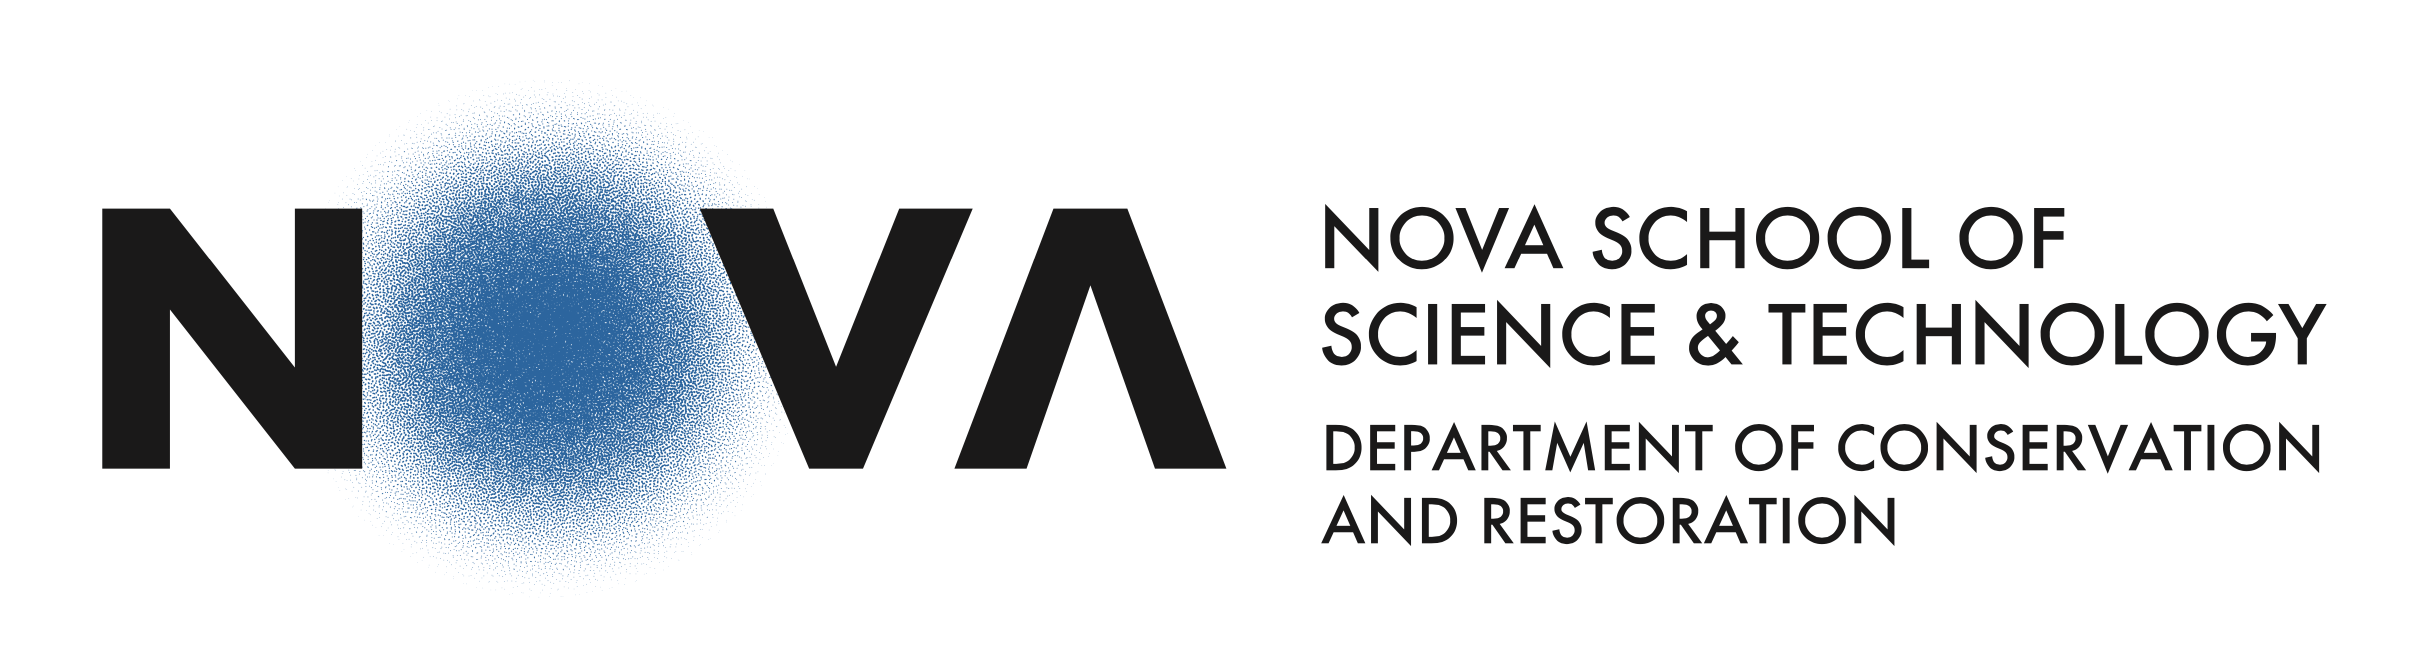 NOVA
NOVA SCHOOL OF
SCIENCE & TECHNOLOGY
DEPARTMENT OF CONSERVATION
AND RESTORATION